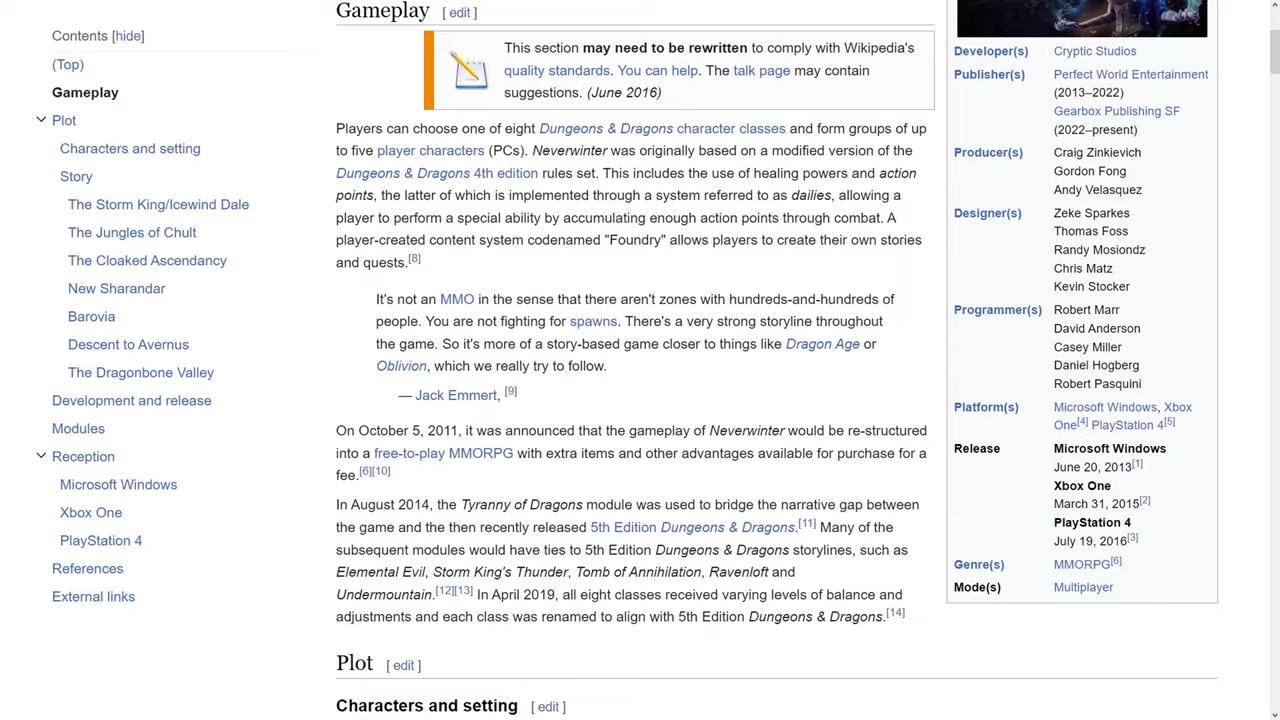 Contents [hide]
(Top)
Gameplay
Plot
Characters and setting
Story
The Storm King/Icewind Dale
The Jungles of Chult
The Cloaked Ascendancy
New Sharandar
Barovia
Descent to Avernus
The Dragonbone Valley
Development and release
Modules
Reception
Microsoft Windows
Xbox One
PlayStation 4
References
External links
Gameplay [ edit ]
This section may need to be rewritten to comply with Wikipedia's
quality standards. You can help. The talk page may contain
suggestions. (June 2016)
Players can choose one of eight Dungeons & Dragons character classes and form groups of up
to five player characters (PCs). Neverwinter was originally based on a modified version of the
Dungeons & Dragons 4th edition rules set. This includes the use of healing powers and action
points, the latter of which is implemented through a system referred to as dailies, allowing a
player to perform a special ability by accumulating enough action points through combat. A
player-created content system codenamed "Foundry" allows players to create their own stories
and quests.[8]
It's not an MMO in the sense that there aren't zones with hundreds-and-hundreds of
people. You are not fighting for spawns. There's a very strong storyline throughout
the game. So it's more of a story-based game closer to things like Dragon Age or
Oblivion, which we really try to follow.
— Jack Emmert, [9]
On October 5, 2011, it was announced that the gameplay of Neverwinter would be re-structured
into a free-to-play MMORPG with extra items and other advantages available for purchase for a
fee.[6][10]
In August 2014, the Tyranny of Dragons module was used to bridge the narrative gap between
the game and the then recently released 5th Edition Dungeons & Dragons.[11] Many of the
subsequent modules would have ties to 5th Edition Dungeons & Dragons storylines, such as
Elemental Evil, Storm King's Thunder, Tomb of Annihilation, Ravenloft and
Undermountain.[12][13] In April 2019, all eight classes received varying levels of balance and
adjustments and each class was renamed to align with 5th Edition Dungeons & Dragons.[14]
Plot [ edit ]
Characters and setting [ edit ]
Developer(s) Cryptic Studios
Publisher(s) Perfect World Entertainment
(2013–2022)
Gearbox Publishing SF
(2022–present)
Producer(s) Craig Zinkievich
Gordon Fong
Andy Velasquez
Designer(s) Zeke Sparkes
Thomas Foss
Randy Mosiondz
Chris Matz
Kevin Stocker
Programmer(s) Robert Marr
David Anderson
Casey Miller
Daniel Hogberg
Robert Pasquini
Platform(s) Microsoft Windows, Xbox
One[4] PlayStation 4[5]
Release Microsoft Windows
June 20, 2013[1]
Xbox One
March 31, 2015[2]
PlayStation 4
July 19, 2016[3]
Genre(s) MMORPG[6]
Mode(s) Multiplayer